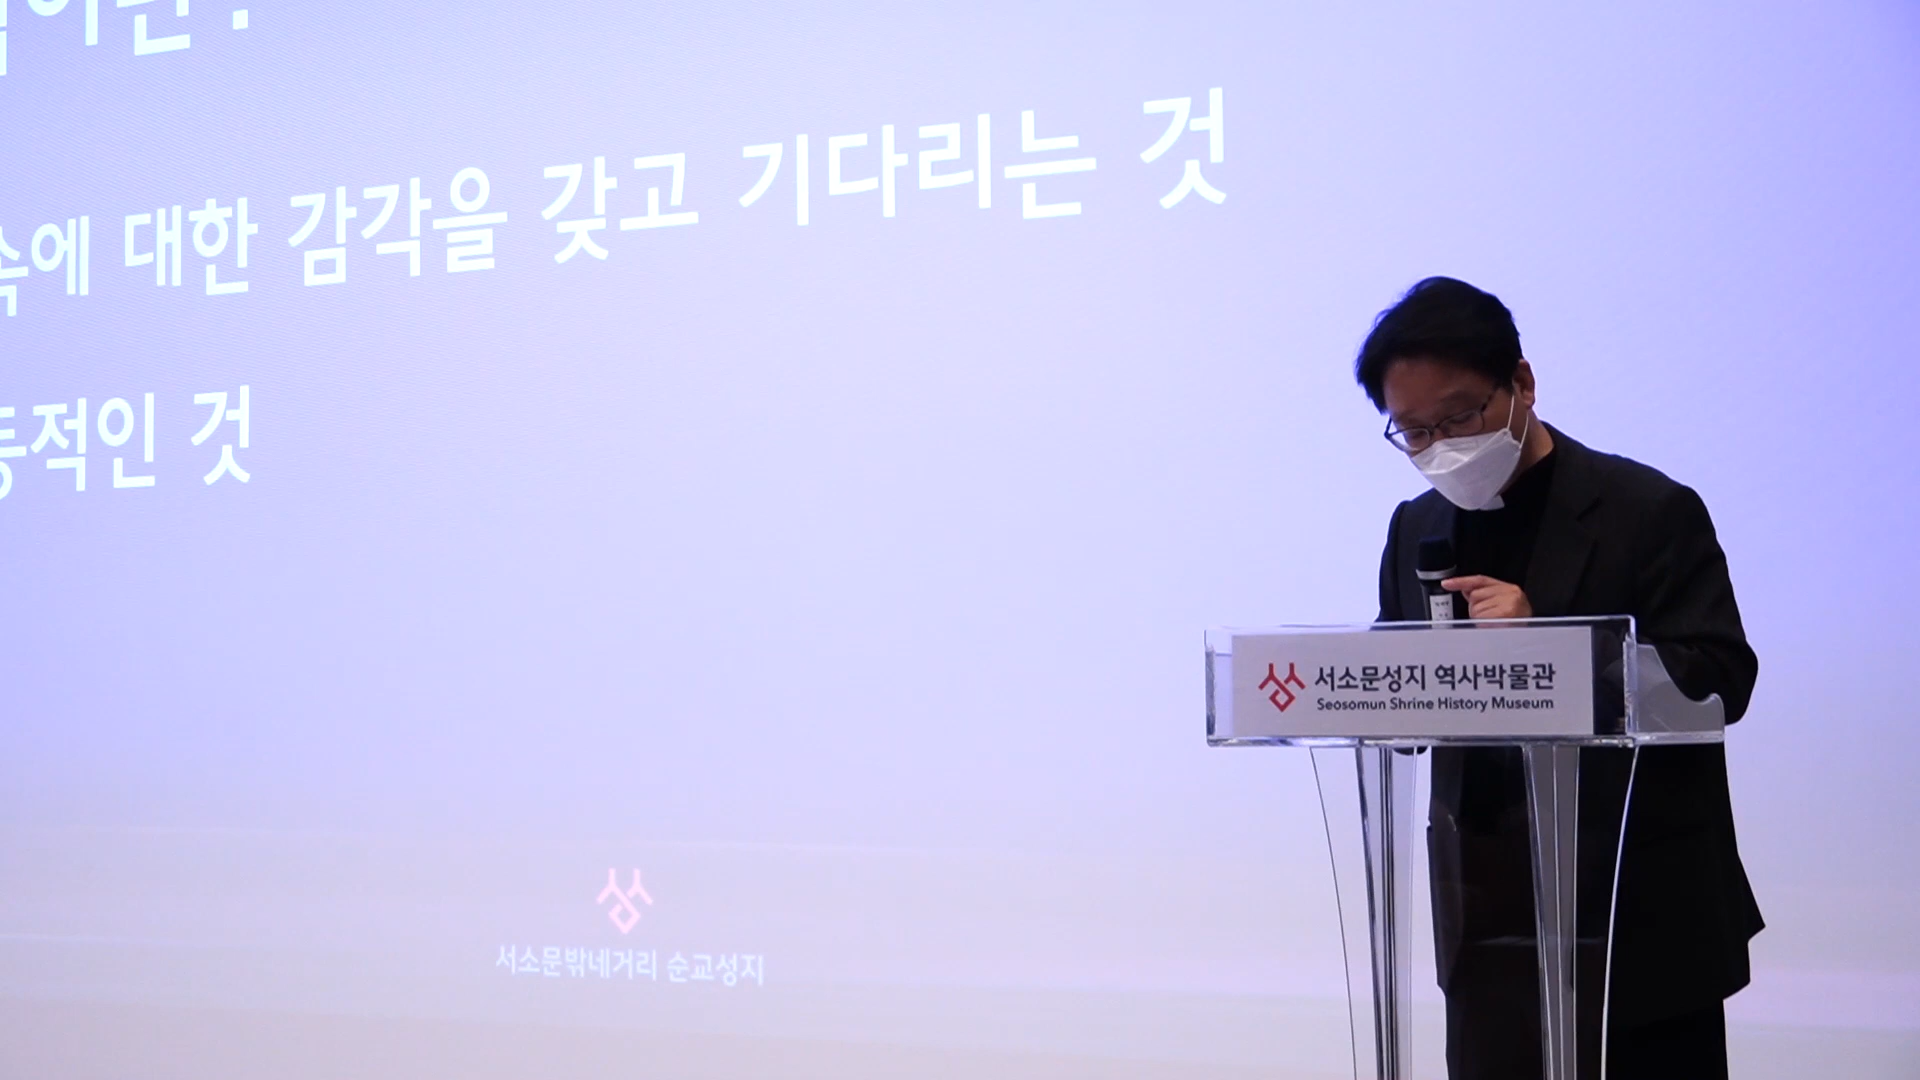 에 대한 감각을 갖고 기다리는 것
적인 것
서소문성지 역사박물관
Seosomun Shrine History Museum
서소문밖네거리 순교성지